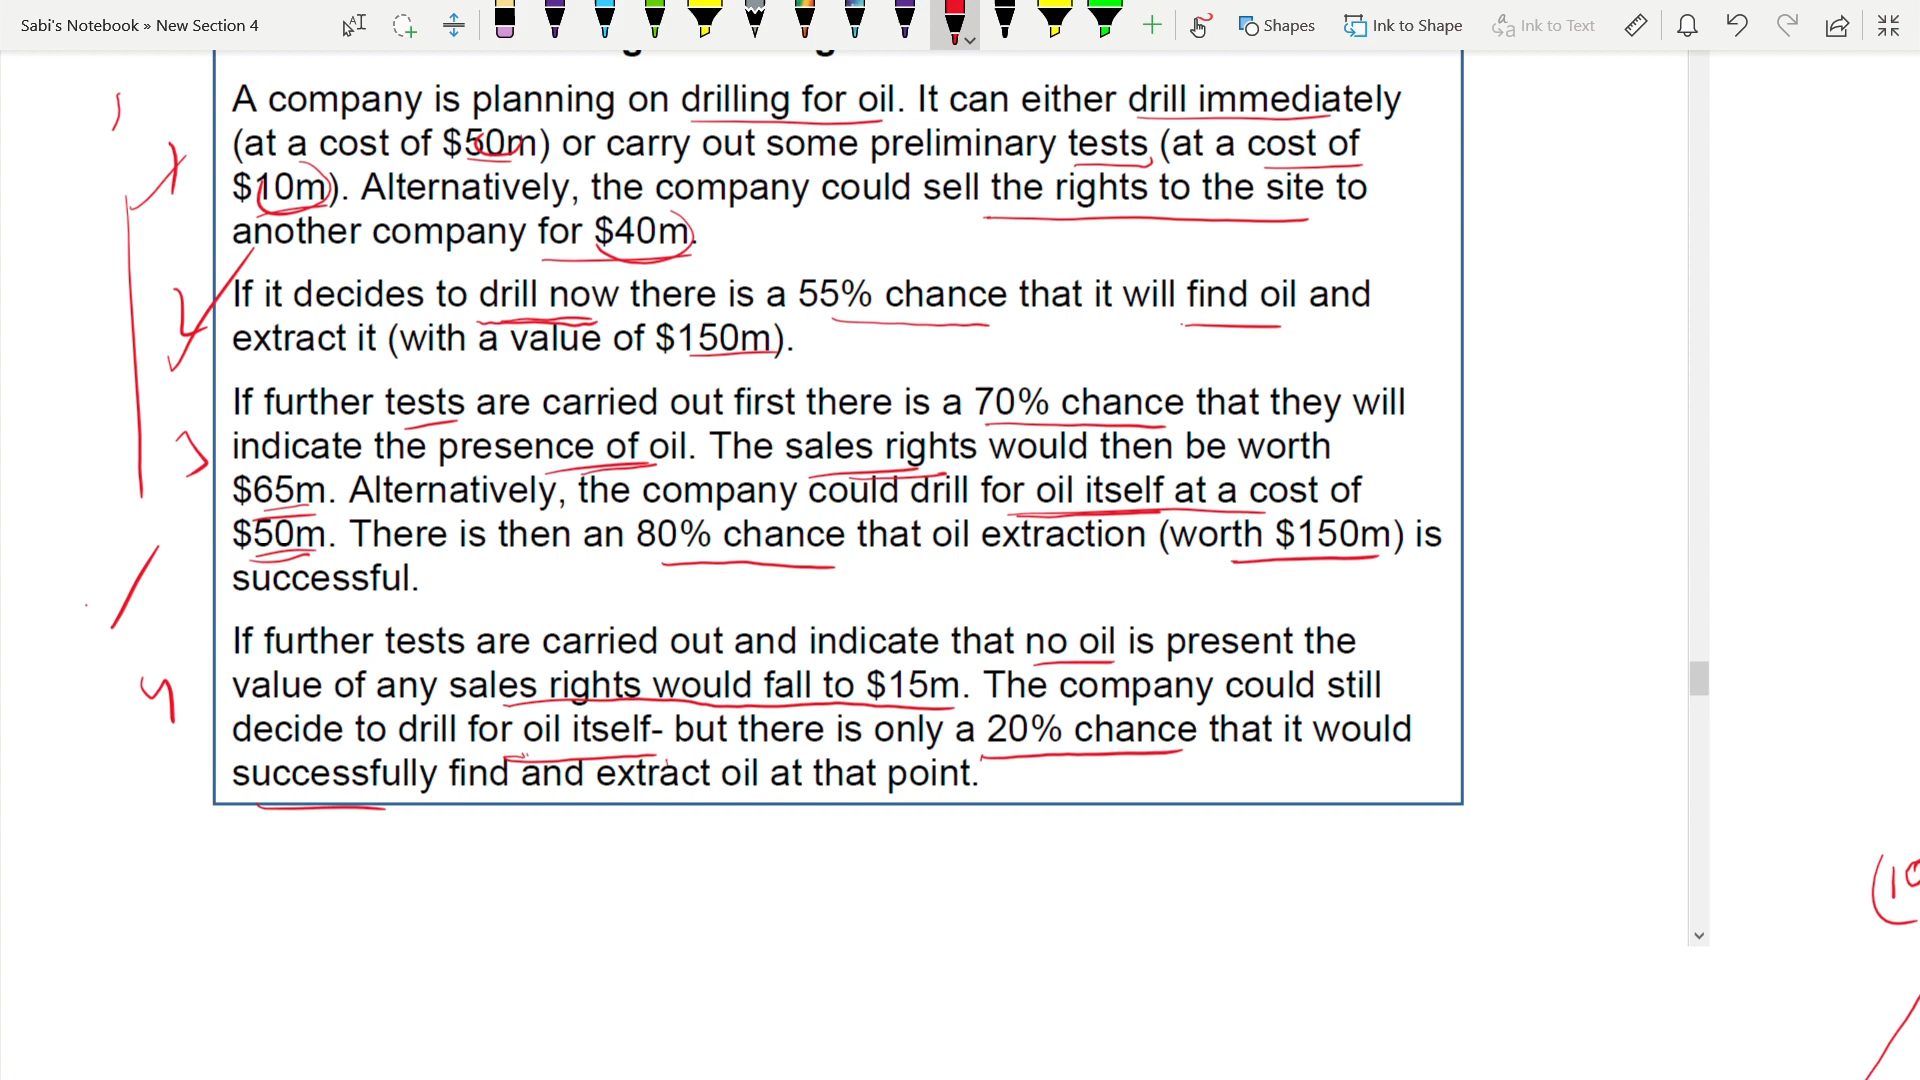 Sabi's Notebook » New Section 4
Shapes
Ink to Shape
Ink to Text
A company is planning on drilling for oil. It can either drill immediately
(at a cost of $50m) or carry out some preliminary tests (at a cost of
$10m). Alternatively, the company could sell the rights to the site to
another company for $40m.
If it decides to drill now there is a 55% chance that it will find oil and
extract it (with a value of $150m).
If further tests are carried out first there is a 70% chance that they will
indicate the presence of oil. The sales rights would then be worth
$65m. Alternatively, the company could drill for oil itself at a cost of
$50m. There is then an 80% chance that oil extraction (worth $150m) is
successful.
If further tests are carried out and indicate that no oil is present the
value of any sales rights would fall to $15m. The company could still
decide to drill for oil itself- but there is only a 20% chance that it would
successfully find and extract oil at that point.
4
(10